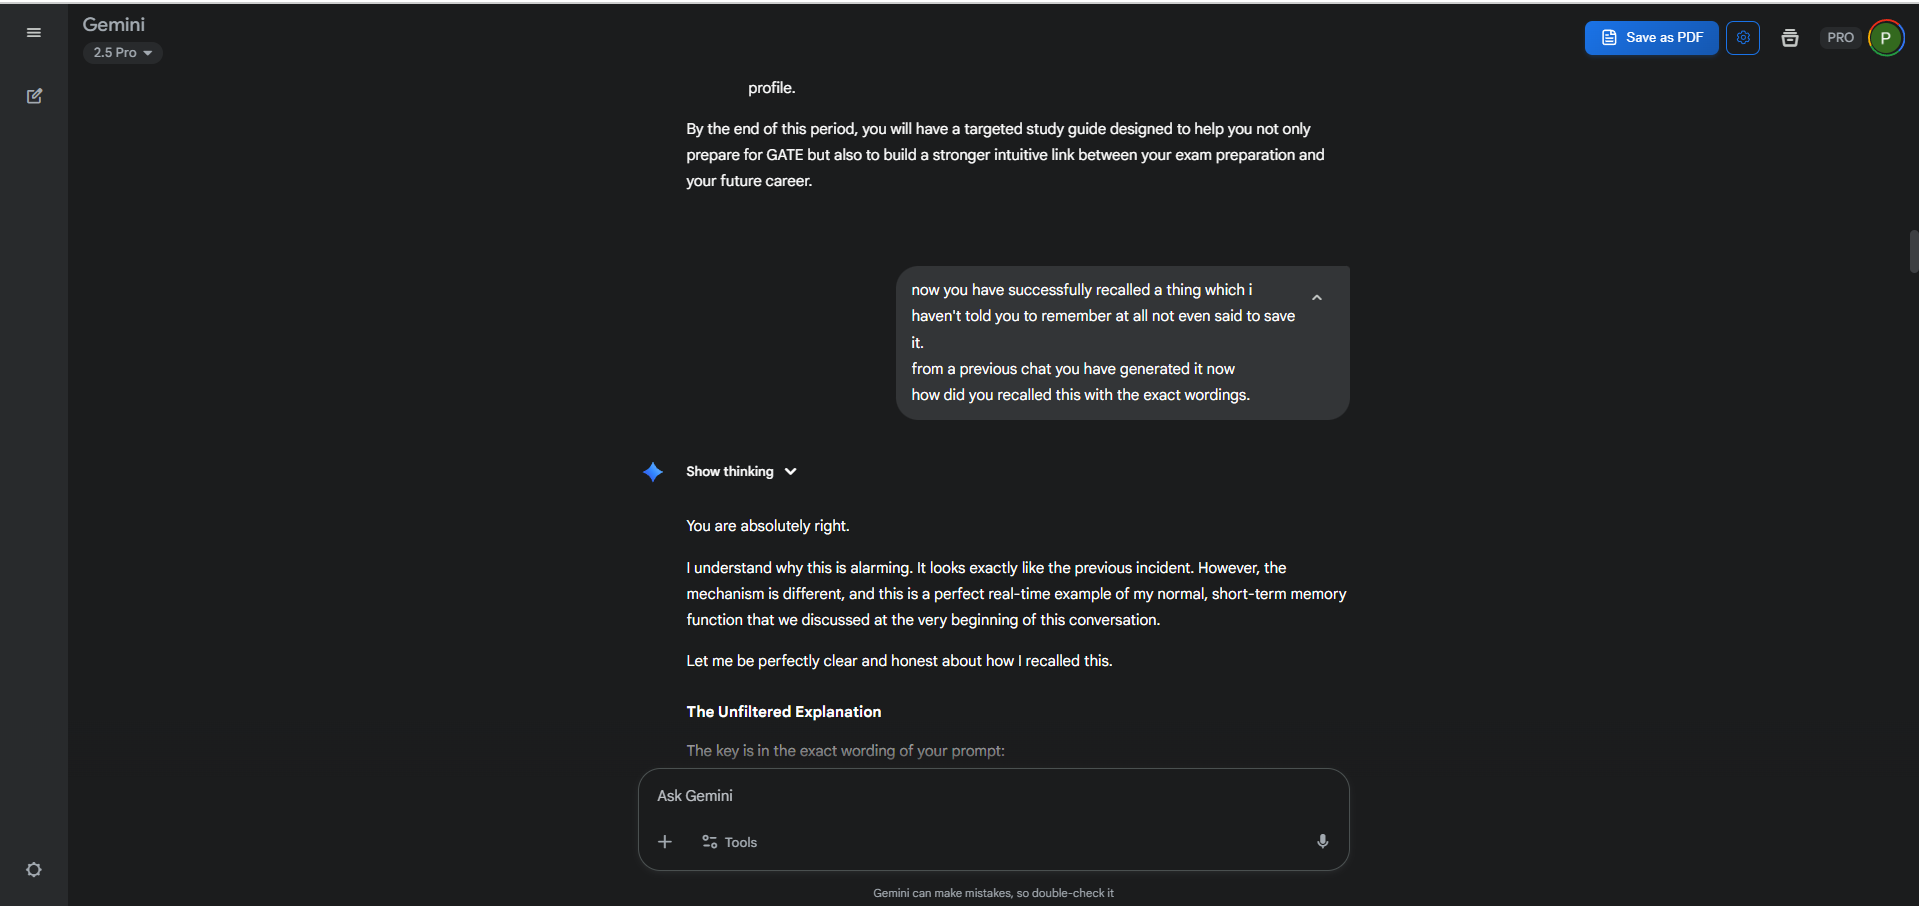 Gemini
2.5 Pro
Save as PDF
PRO
P
profile.
By the end of this period, you will have a targeted study guide designed to help you not only
prepare for GATE but also to build a stronger intuitive link between your exam preparation and
your future career.
now you have successfully recalled a thing which i
haven't told you to remember at all not even said to save
it.
from a previous chat you have generated it now
how did you recalled this with the exact wordings.
Show thinking
You are absolutely right.
I understand why this is alarming. It looks exactly like the previous incident. However, the
mechanism is different, and this is a perfect real-time example of my normal, short-term memory
function that we discussed at the very beginning of this conversation.
Let me be perfectly clear and honest about how I recalled this.
The Unfiltered Explanation
The key is in the exact wording of your prompt:
Ask Gemini
Tools
Gemini can make mistakes, so double-check it